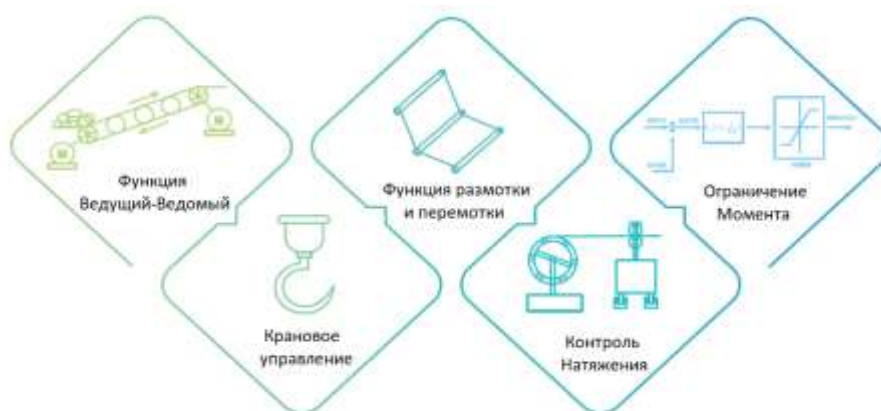 Функция
Ведущий-Ведомый
Функция размотки
и перемотки
Ограничение
Момента
Крановое
управление
Контроль
Натяжения